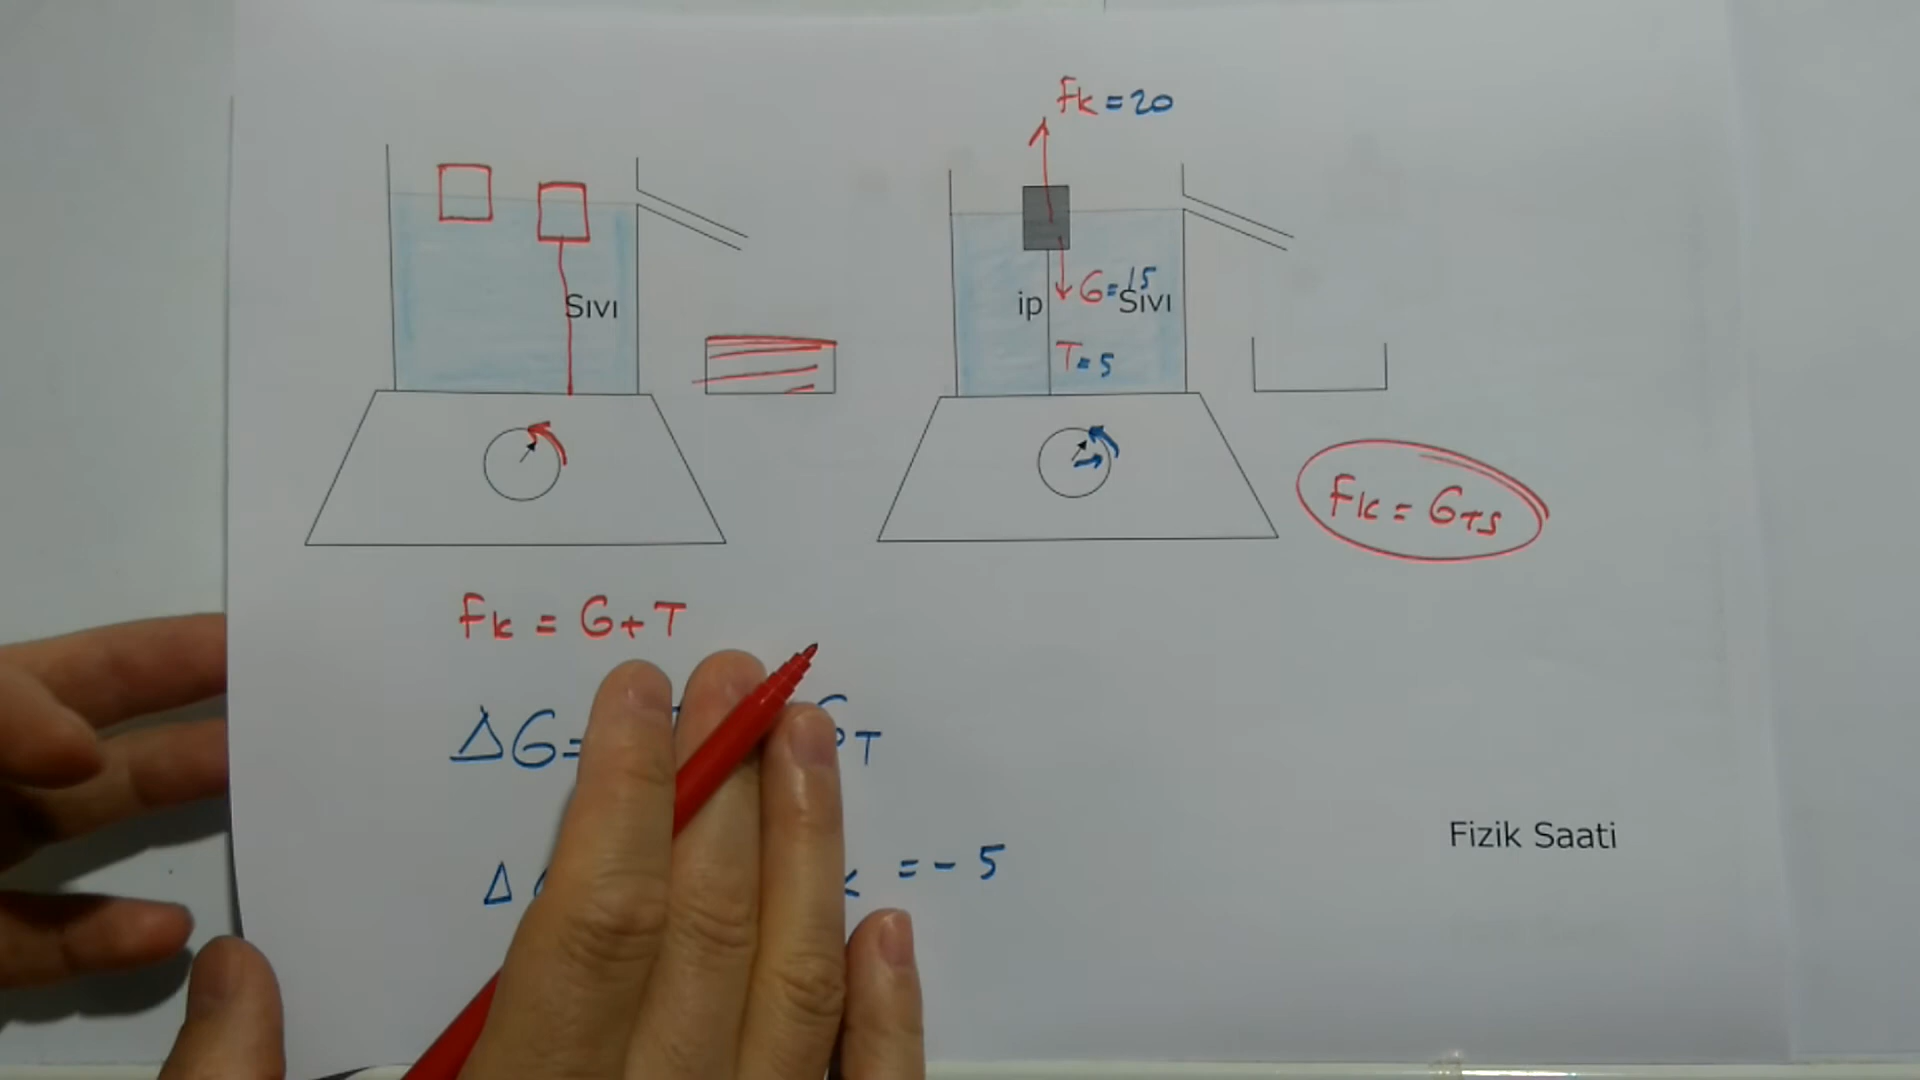 Fk = 20
Sıvı
ip
G = 15
Sıvı
T = 5
Fk = GTS
Fk = G + T
ΔG =
T
Δ
= - 5
Fizik Saati